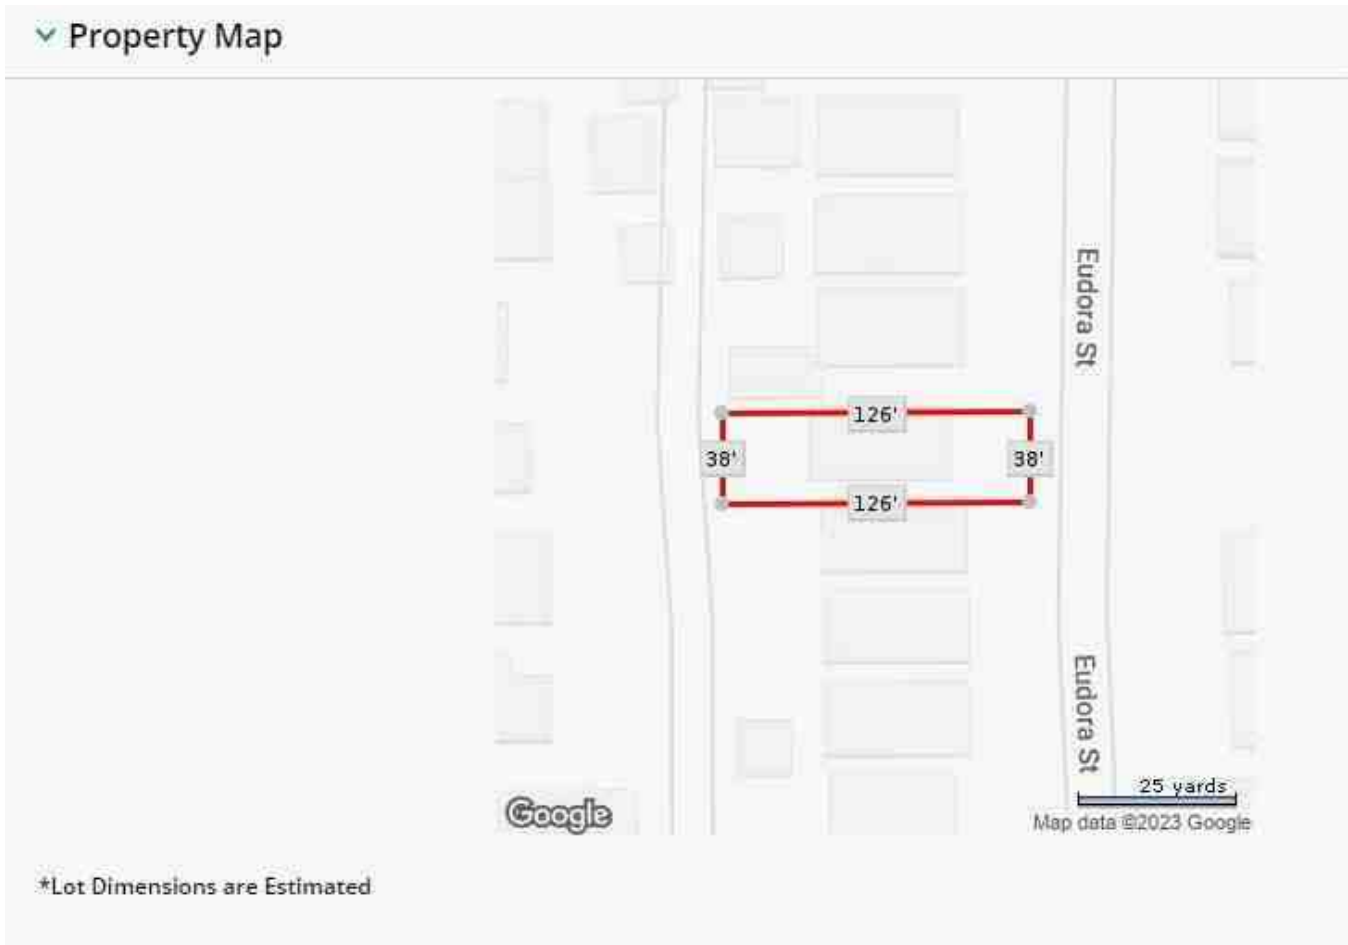 Property Map
Eudora St
126'
38'
38'
126'
Eudora St
25 yards
Google
Map data ©2023 Google
*Lot Dimensions are Estimated